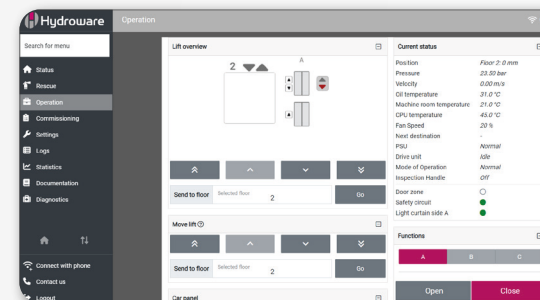 Hydroware
Operation
Search for menu
Status
Rescue
Operation
Commissioning
Settings
Logs
Statistics
Documentation
Diagnostics
Connect with phone
Contact us
Logout
Lift overview
2
A
Send to floor
Selected floor
2
Go
Move lift
Send to floor
Selected floor
2
Go
Car panel
Current status
Position Floor 2: 0 mm
Pressure 23.50 bar
Velocity 0.00 m/s
Oil temperature 31.0 °C
Machine room temperature 21.0 °C
CPU temperature 45.0 °C
Fan Speed 20 %
Next destination -
PSU Normal
Drive unit Idle
Mode of Operation Normal
Inspection Handle Off
Door zone
Safety circuit
Light curtain side A
Functions
A B C
Open Close